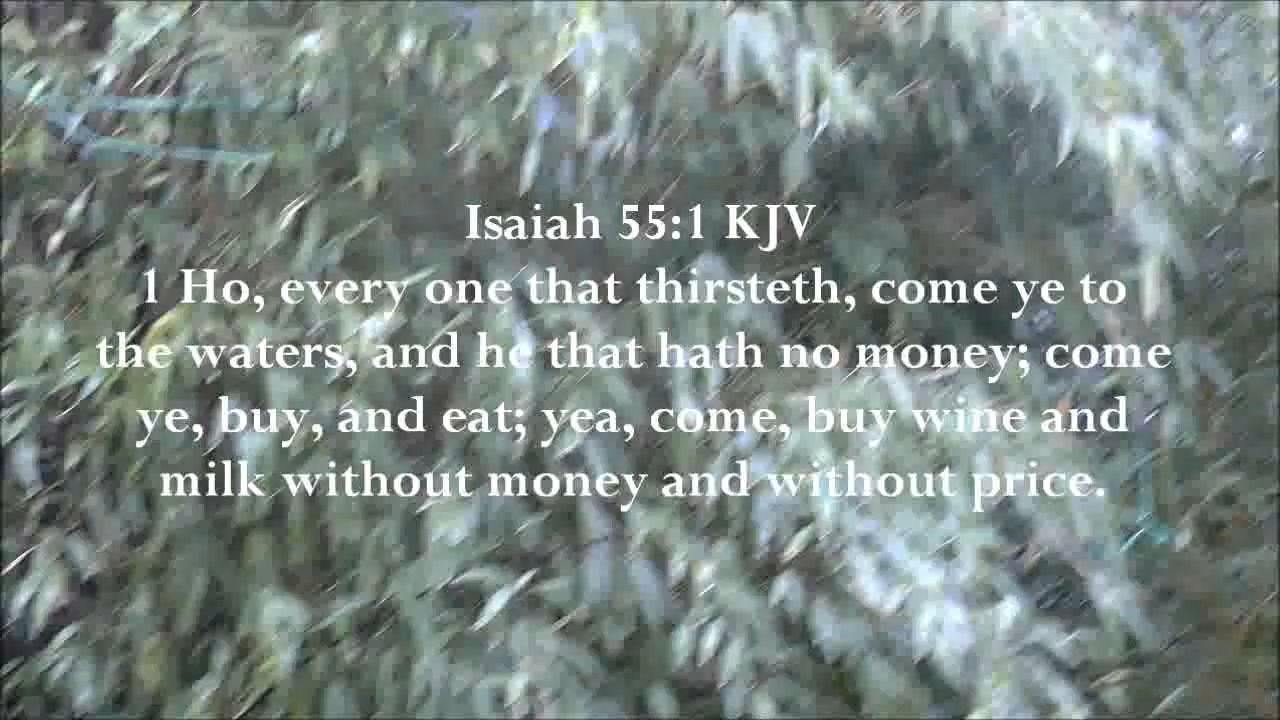 Isaiah 55:1 KJV
1 Ho, every one that thirsteth, come ye to
the waters, and he that hath no money; come
ye, buy, and eat; yea, come, buy wine and
milk without money and without price.